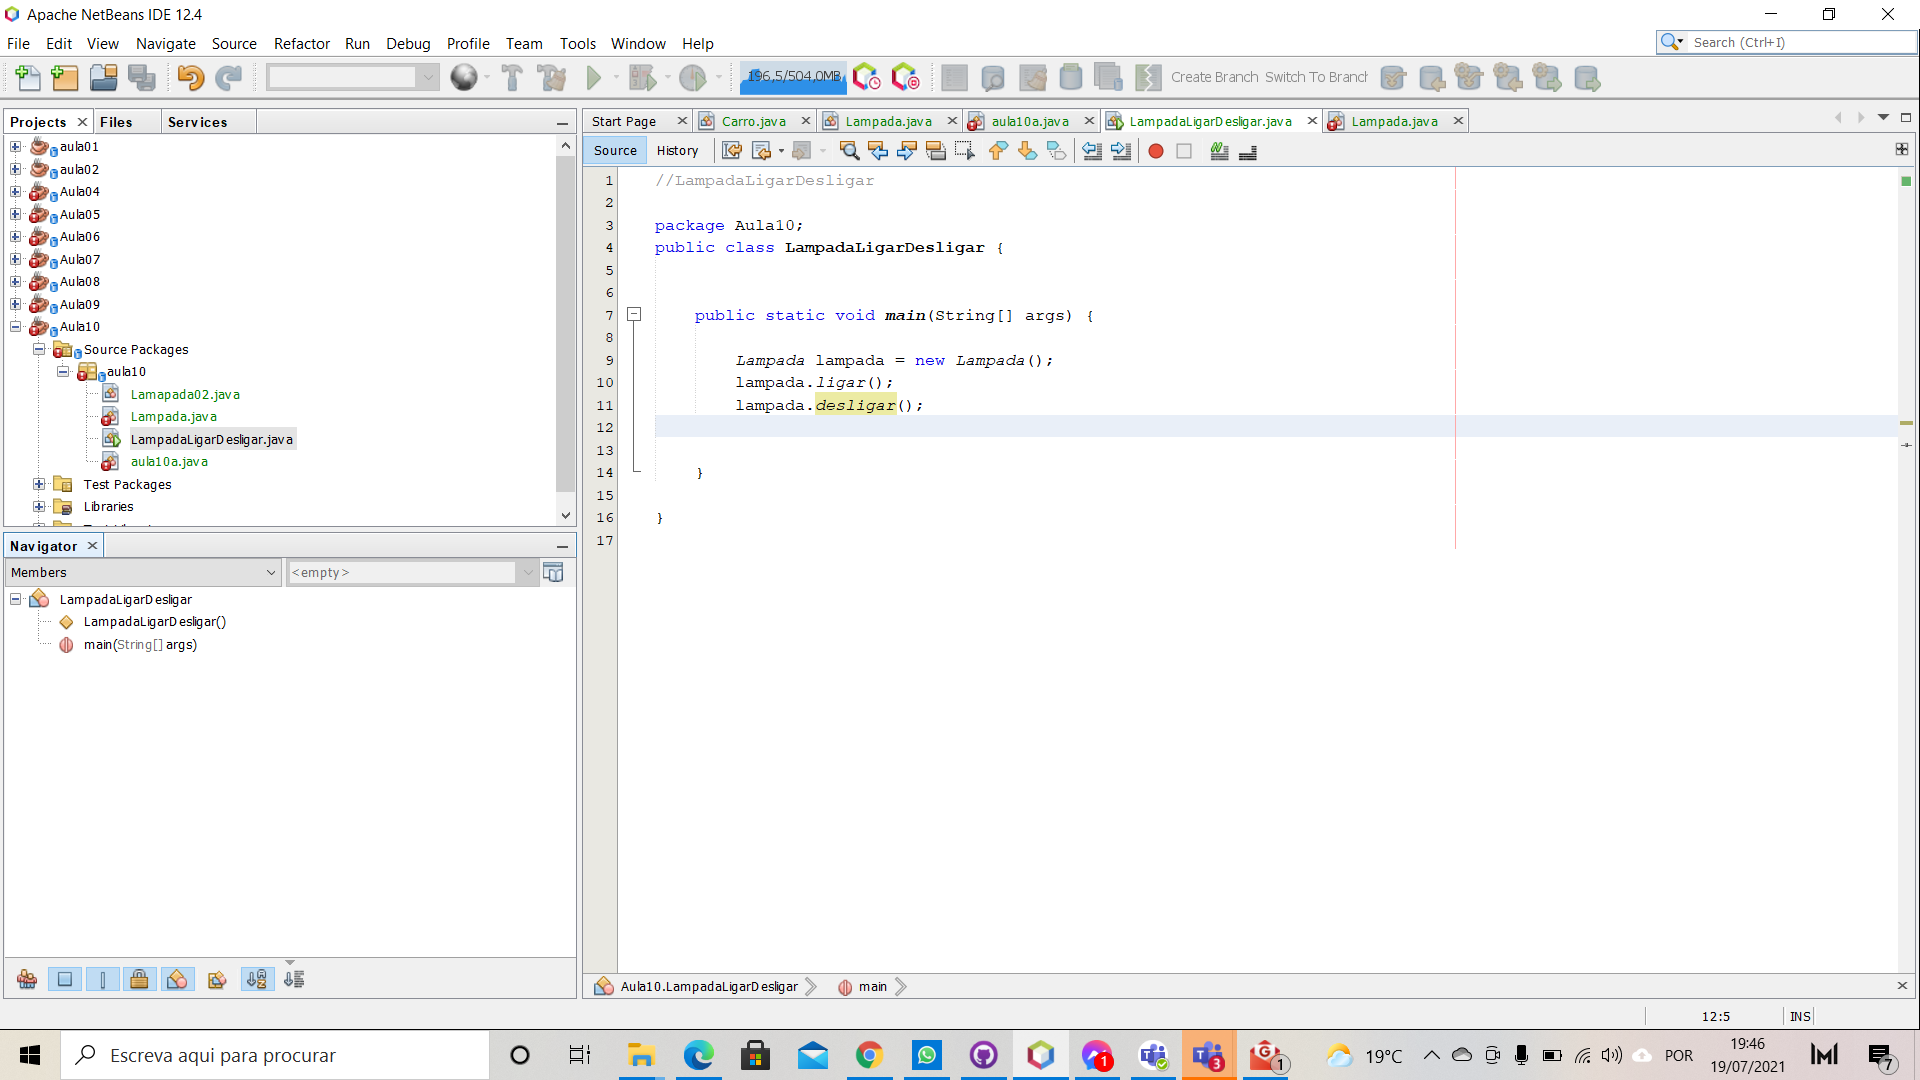 Apache NetBeans IDE 12.4
File Edit View Navigate Source Refactor Run Debug Profile Team Tools Window Help
Search (Ctrl+I)
196,5/504,0MB
Create Branch Switch To Branch
Projects Files Services
aula01
aula02
Aula04
Aula05
Aula06
Aula07
Aula08
Aula09
Aula10
Source Packages
aula10
Lamapada02.java
Lampada.java
LampadaLigarDesligar.java
aula10a.java
Test Packages
Libraries
Navigator
Members
<empty>
LampadaLigarDesligar
LampadaLigarDesligar()
main(String[] args)
Start Page Carro.java Lampada.java aula10a.java LampadaLigarDesligar.java Lampada.java
Source History
1 //LampadaLigarDesligar
2
3 package Aula10;
4 public class LampadaLigarDesligar {
5
6
7 public static void main(String[] args) {
8
9 Lampada lampada = new Lampada();
10 lampada.ligar();
11 lampada.desligar();
12
13
14 }
15
16 }
17
Aula10.LampadaLigarDesligar main
12:5 INS
Escreva aqui para procurar
1
3
1
19°C
POR
19:46
19/07/2021
7